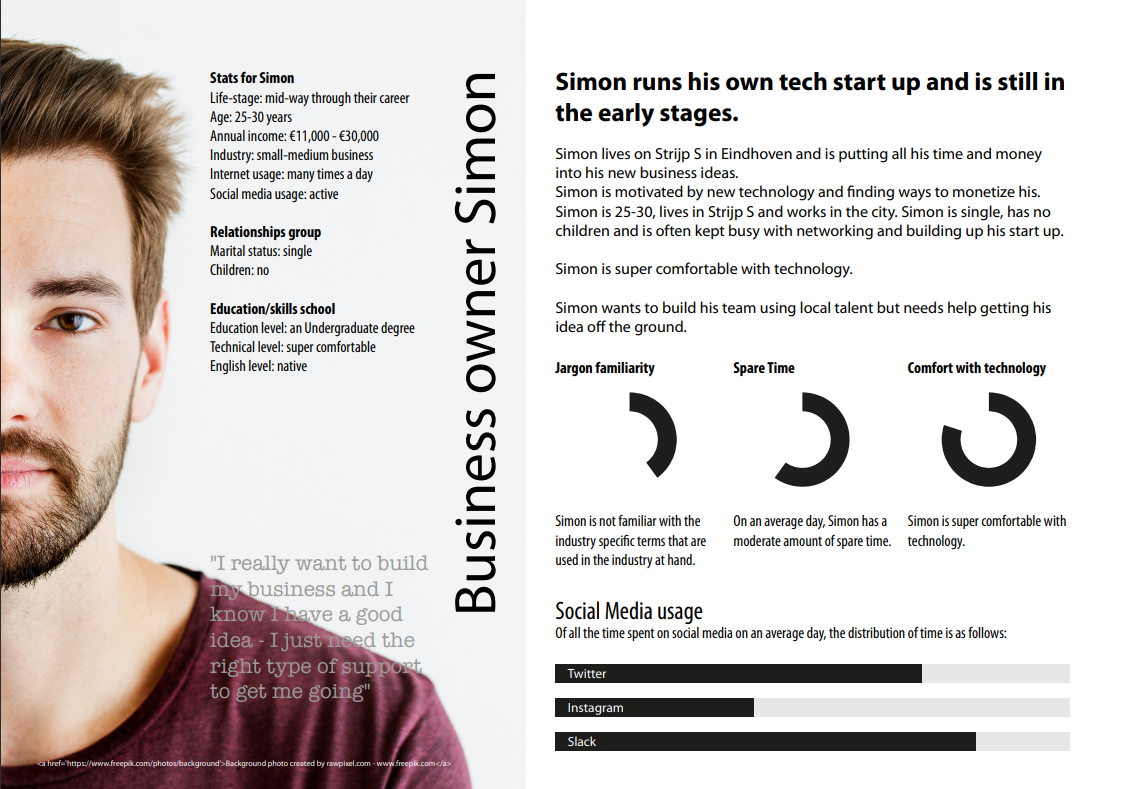 Stats for Simon
Life-stage: mid-way through their career
Age: 25-30 years
Annual income: €11,000 - €30,000
Industry: small-medium business
Internet usage: many times a day
Social media usage: active
Relationships group
Marital status: single
Children: no
Education/skills school
Education level: an Undergraduate degree
Technical level: super comfortable
English level: native
"I really want to build
my business and I
know I have a good
idea - I just need the
right type of support
to get me going"
<a href='https://www.freepik.com/photos/background'>Background photo created by rawpixel.com - www.freepik.com</a>
Business owner Simon
Simon runs his own tech start up and is still in
the early stages.
Simon lives on Strijp S in Eindhoven and is putting all his time and money
into his new business ideas.
Simon is motivated by new technology and finding ways to monetize his.
Simon is 25-30, lives in Strijp S and works in the city. Simon is single, has no
children and is often kept busy with networking and building up his start up.
Simon is super comfortable with technology.
Simon wants to build his team using local talent but needs help getting his
idea off the ground.
Jargon familiarity
Simon is not familiar with the
industry specific terms that are
used in the industry at hand.
Spare Time
On an average day, Simon has a
moderate amount of spare time.
Comfort with technology
Simon is super comfortable with
technology.
Social Media usage
Of all the time spent on social media on an average day, the distribution of time is as follows:
Twitter
Instagram
Slack